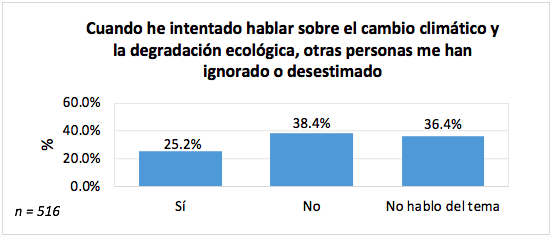 Cuando he intentado hablar sobre el cambio climático y
la degradación ecológica, otras personas me han
ignorado o desestimado
60.0%
40.0%
20.0%
0.0%
%
25.2%
38.4%
36.4%
Sí
No
No hablo del tema
n = 516